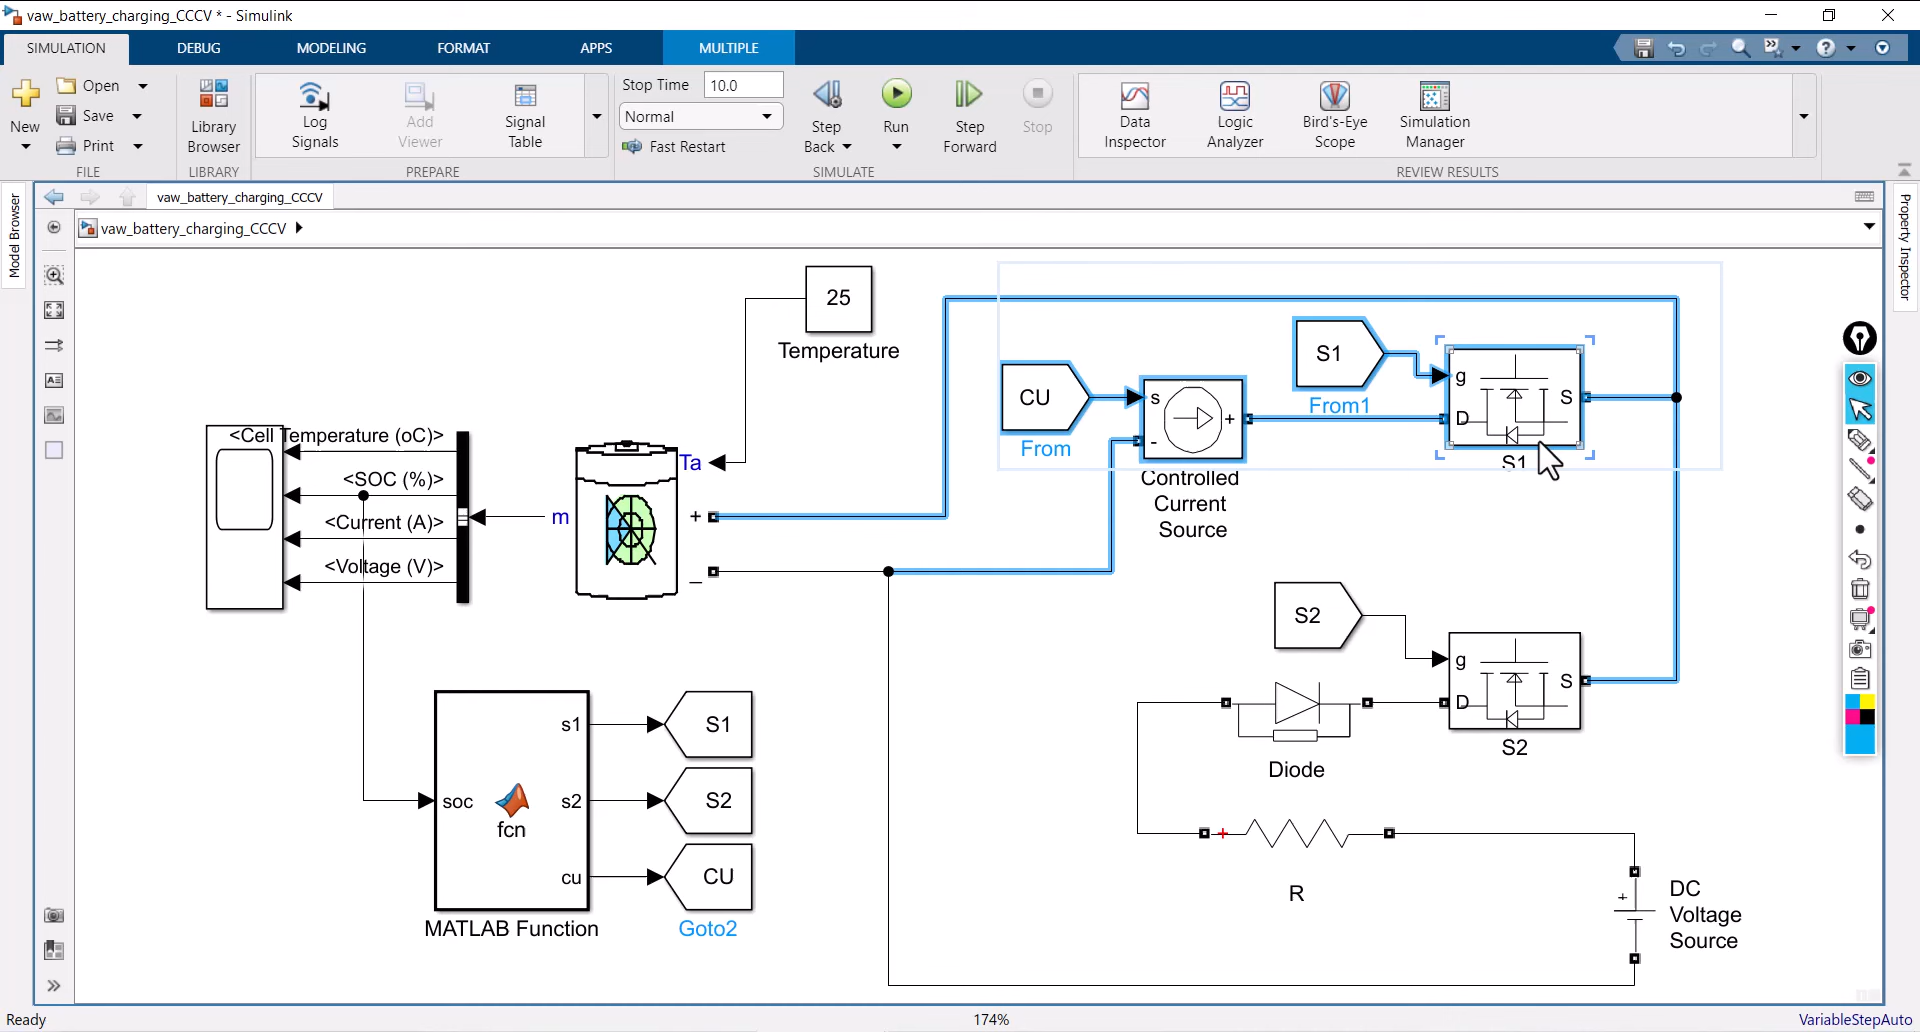 vaw_battery_charging_CCCV * - Simulink
SIMULATION
DEBUG
MODELING
FORMAT
APPS
MULTIPLE
New
Open
Save
Print
FILE
Library
Browser
LIBRARY
Log
Signals
Add
Viewer
Signal
Table
PREPARE
Stop Time 10.0
Normal
Fast Restart
Step
Back
Run
Step
Forward
Stop
SIMULATE
Data
Inspector
Logic
Analyzer
Bird's-Eye
Scope
Simulation
Manager
REVIEW RESULTS
Model Browser
vaw_battery_charging_CCCV
vaw_battery_charging_CCCV
Property Inspector
25
Temperature
S1
From1
g
D
S
S1
CU
From
s
-
+
Controlled
Current
Source
<Cell Temperature (oC)>
<SOC (%)>
<Current (A)>
<Voltage (V)>
m
Ta
+
_
S2
g
D
S
S2
Diode
+
R
+
DC
Voltage
Source
soc
fcn
s1
s2
cu
MATLAB Function
S1
S2
CU
Goto2
Ready
174%
VariableStepAuto